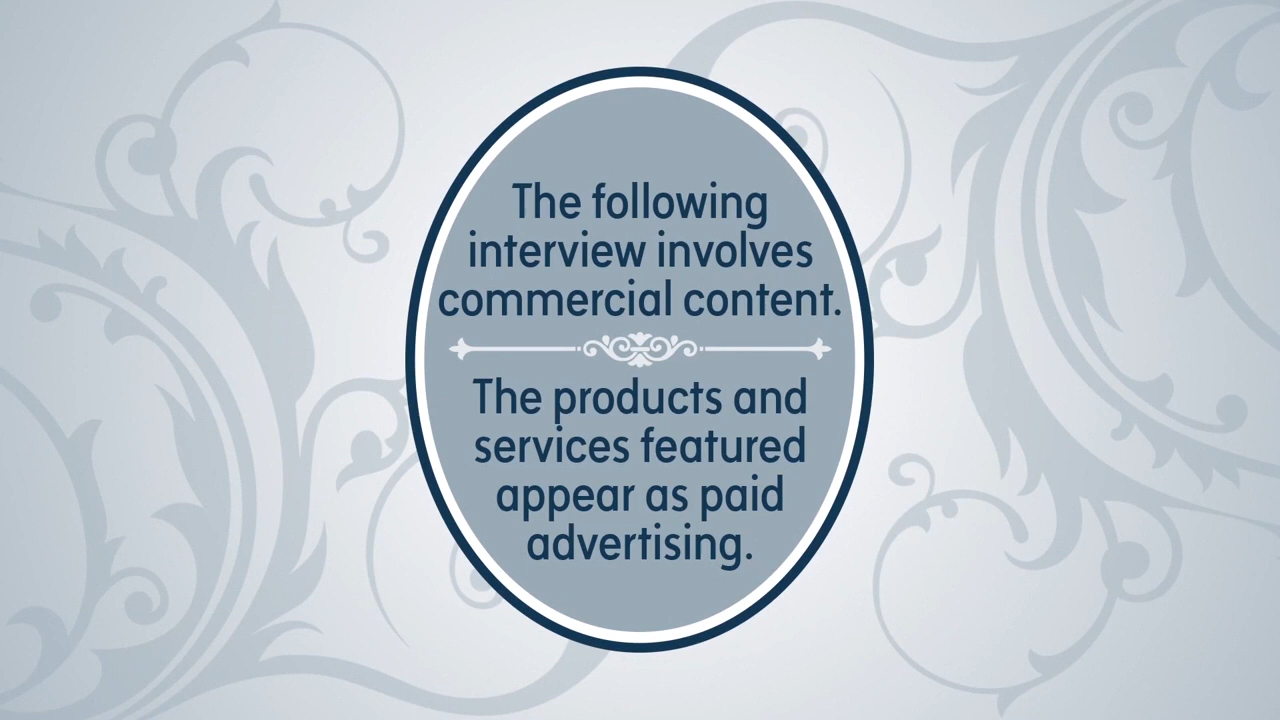 The following
interview involves
commercial content.
The products and
services featured
appear as paid
advertising.